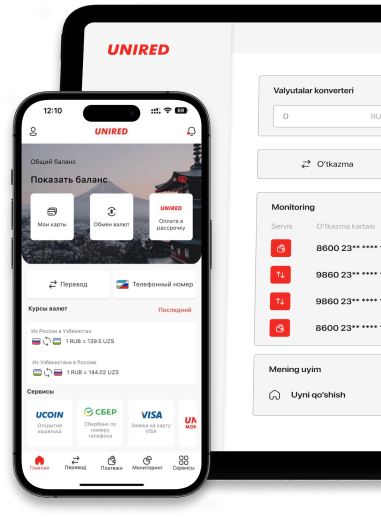 UNIRED
Valyutalar konverteri
0
RU
O'tkazma
Monitoring
Servis
O'tkazma kartasi
8600 23** ****
9860 23** ****
9860 23** ****
8600 23** ****
Mening uyim
Uyni qo'shish
12:10
69
UNIRED
Общий баланс
Показать баланс
Мои карты
Обмен валют
UNIRED
Оплата в рассрочку
Перевод
Телефонный номер
Курсы валют
Последний
Из России в Узбекистан
1 RUB = 139.5 UZS
Из Узбекистана в Россию
1 RUB = 144.02 UZS
Сервисы
UCOIN
Открытие кошелька
СБЕР
Сбербанк по номеру телефона
VISA
Заявка на карту VISA
UN
МОН
Главная
Перевод
Платежи
Мониторинг
Сервисы